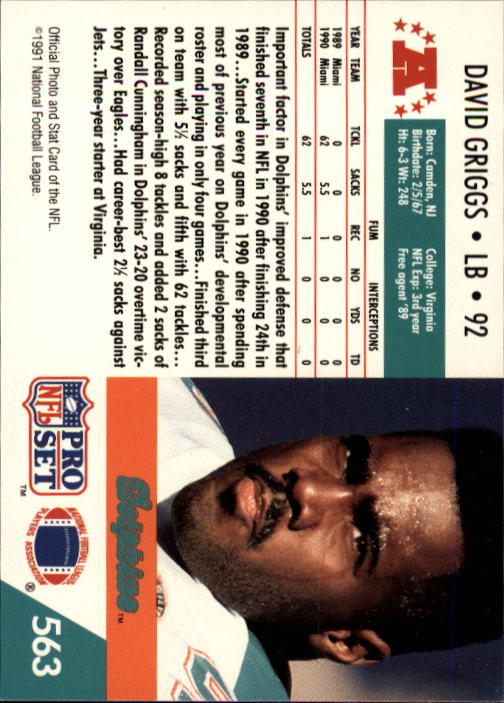 DAVID GRIGGS • LB • 92
A
Born: Camden, NJ College: Virginia
Birthdate: 2/5/67 NFL Exp: 3rd year
Ht: 6-3 Wt: 248 Free agent '89
FUM INTERCEPTIONS
YEAR TEAM TCKL SACKS REC NO YDS TD
1989 Miami 0 0 0 0 0 0
1990 Miami 62 5.5 1 0 0 0
TOTALS 62 5.5 1 0 0 0
Important factor in Dolphins' improved defense that
finished seventh in NFL in 1990 after finishing 24th in
1989...Started every game in 1990 after spending
most of previous year on Dolphins' developmental
roster and playing in only four games...Finished third
on team with 5½ sacks and fifth with 62 tackles...
Recorded season-high 8 tackles and added 2 sacks of
Randall Cunningham in Dolphins' 23-20 overtime vic-
tory over Eagles...Had career-best 2½ sacks against
Jets...Three-year starter at Virginia.
Official Photo and Stat Card of the NFL.
©1991 National Football League.
Dolphins™
PRO
NFL
SET™
NATIONAL FOOTBALL LEAGUE
PLAYERS ASSOCIATION
563